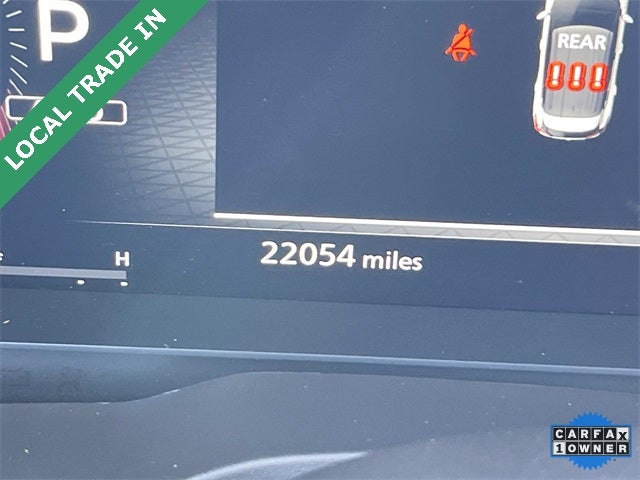 LOCAL TRADE IN
P
REAR
H
22054 miles
CARFAX
1 OWNER